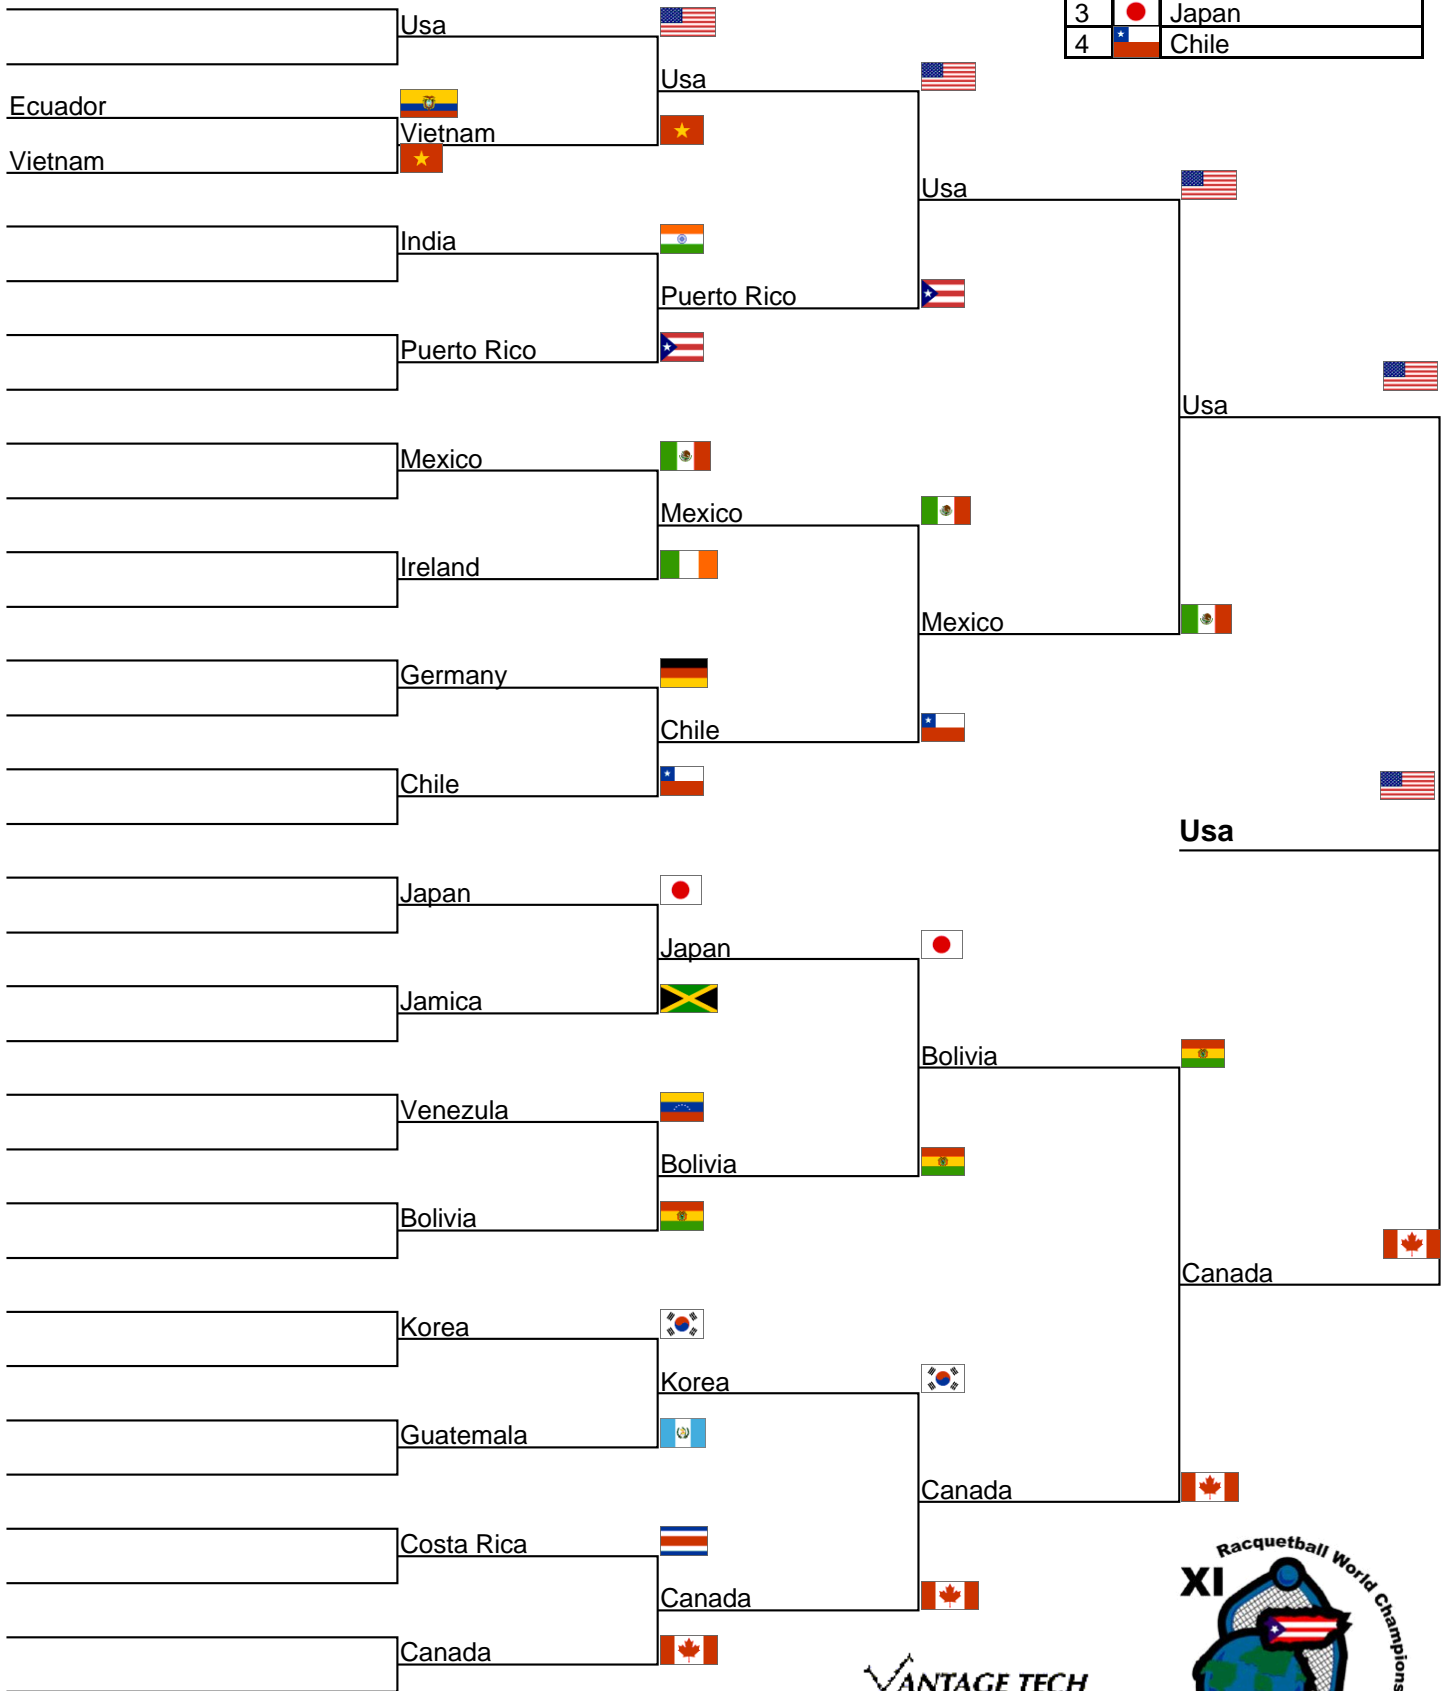 3 Japan
4 Chile
Usa
Usa
Ecuador
Vietnam
Vietnam
Usa
India
Puerto Rico
Puerto Rico
Usa
Mexico
Mexico
Ireland
Mexico
Germany
Chile
Chile
Usa
Japan
Japan
Jamica
Bolivia
Venezula
Bolivia
Bolivia
Canada
Korea
Korea
Guatemala
Canada
Costa Rica
Canada
Canada
XI Racquetball World Champions
VANTAGE TECH